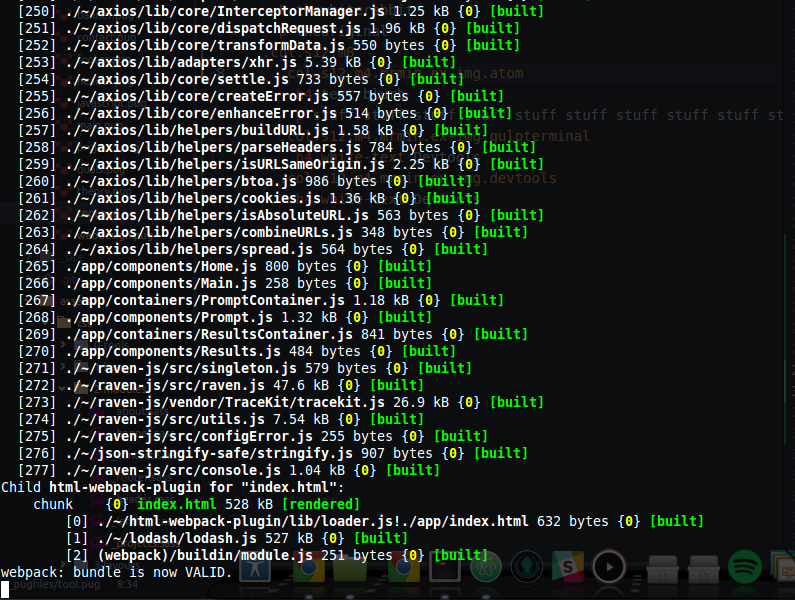 [250] ./~/axios/lib/core/InterceptorManager.js 1.25 kB {0} [built]
[251] ./~/axios/lib/core/dispatchRequest.js 1.96 kB {0} [built]
[252] ./~/axios/lib/core/transformData.js 550 bytes {0} [built]
[253] ./~/axios/lib/adapters/xhr.js 5.39 kB {0} [built]
[254] ./~/axios/lib/core/settle.js 733 bytes {0} [built]
[255] ./~/axios/lib/core/createError.js 557 bytes {0} [built]
[256] ./~/axios/lib/core/enhanceError.js 514 bytes {0} [built]
stuff stuff stuff stuff stuff
[257] ./~/axios/lib/helpers/buildURL.js 1.58 kB {0} [built]
[258] ./~/axios/lib/helpers/parseHeaders.js 784 bytes {0} [built]
[259] ./~/axios/lib/helpers/isURLSameOrigin.js 2.25 kB {0} [built]
[260] ./~/axios/lib/helpers/btoa.js 986 bytes {0} [built]
[261] ./~/axios/lib/helpers/cookies.js 1.36 kB {0} [built]
[262] ./~/axios/lib/helpers/isAbsoluteURL.js 563 bytes {0} [built]
[263] ./~/axios/lib/helpers/combineURLs.js 348 bytes {0} [built]
[264] ./~/axios/lib/helpers/spread.js 564 bytes {0} [built]
[265] ./app/components/Home.js 800 bytes {0} [built]
[266] ./app/components/Main.js 258 bytes {0} [built]
[267] ./app/containers/PromptContainer.js 1.18 kB {0} [built]
[268] ./app/components/Prompt.js 1.32 kB {0} [built]
[269] ./app/containers/ResultsContainer.js 841 bytes {0} [built]
[270] ./app/components/Results.js 484 bytes {0} [built]
[271] ./~/raven-js/src/singleton.js 579 bytes {0} [built]
[272] ./~/raven-js/src/raven.js 47.6 kB {0} [built]
[273] ./~/raven-js/vendor/TraceKit/tracekit.js 26.9 kB {0} [built]
[274] ./~/raven-js/src/utils.js 7.54 kB {0} [built]
[275] ./~/raven-js/src/configError.js 255 bytes {0} [built]
[276] ./~/json-stringify-safe/stringify.js 907 bytes {0} [built]
[277] ./~/raven-js/src/console.js 1.04 kB {0} [built]
Child html-webpack-plugin for "index.html":
chunk {0} index.html 528 kB [rendered]
[0] ./~/html-webpack-plugin/lib/loader.js!./app/index.html 632 bytes {0} [built]
[1] ./~/lodash/lodash.js 527 kB {0} [built]
[2] (webpack)/buildin/module.js 251 bytes {0} [built]
webpack: bundle is now VALID.
pugfiles/tool.pug 8:34